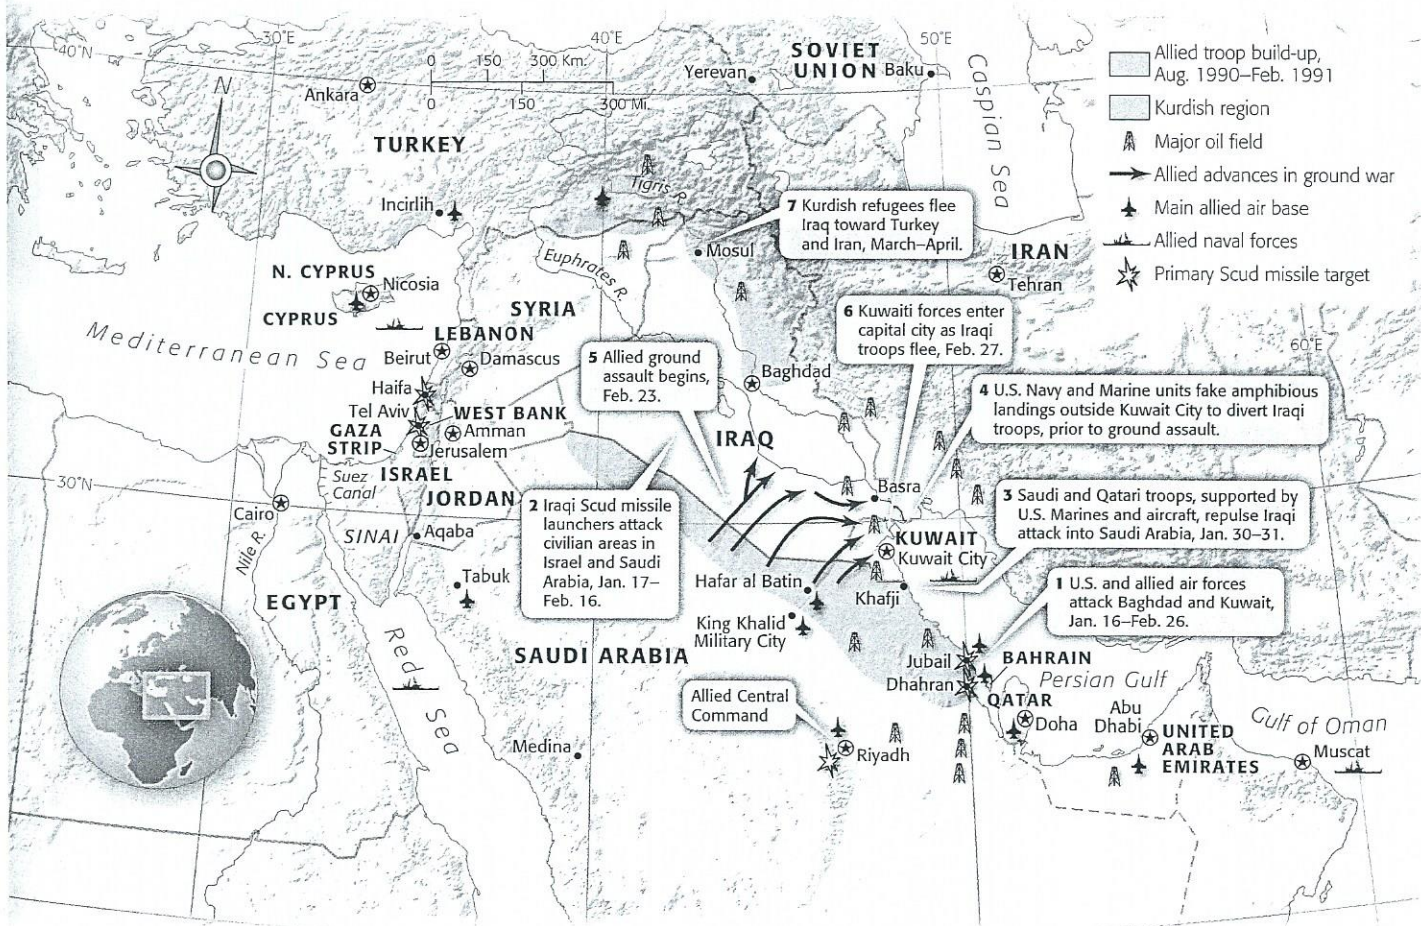 40°N
30°E
40°E
50°E
60°E
30°N
N
0 150 300 Km.
0 150 300 Mi.
SOVIET
UNION
Yerevan
Baku
Caspian Sea
Ankara
TURKEY
Incirlih
Tigris R.
Mosul
Euphrates R.
IRAN
Tehran
N. CYPRUS
Nicosia
CYPRUS
SYRIA
LEBANON
Beirut
Damascus
Mediterranean Sea
Haifa
Tel Aviv
WEST BANK
GAZA
STRIP
Amman
Jerusalem
ISRAEL
Suez
Canal
JORDAN
Cairo
SINAI
Aqaba
Nile R.
EGYPT
Tabuk
Red Sea
Medina
Baghdad
IRAQ
Basra
KUWAIT
Kuwait City
Hafar al Batin
Khafji
King Khalid
Military City
SAUDI ARABIA
Jubail
Dhahran
BAHRAIN
Persian Gulf
QATAR
Doha
Abu
Dhabi
UNITED
ARAB
EMIRATES
Gulf of Oman
Muscat
Riyadh
Allied Central
Command
1 U.S. and allied air forces
attack Baghdad and Kuwait,
Jan. 16–Feb. 26.
2 Iraqi Scud missile
launchers attack
civilian areas in
Israel and Saudi
Arabia, Jan. 17–
Feb. 16.
3 Saudi and Qatari troops, supported by
U.S. Marines and aircraft, repulse Iraqi
attack into Saudi Arabia, Jan. 30–31.
4 U.S. Navy and Marine units fake amphibious
landings outside Kuwait City to divert Iraqi
troops, prior to ground assault.
5 Allied ground
assault begins,
Feb. 23.
6 Kuwaiti forces enter
capital city as Iraqi
troops flee, Feb. 27.
7 Kurdish refugees flee
Iraq toward Turkey
and Iran, March–April.
Allied troop build-up,
Aug. 1990–Feb. 1991
Kurdish region
Major oil field
Allied advances in ground war
Main allied air base
Allied naval forces
Primary Scud missile target